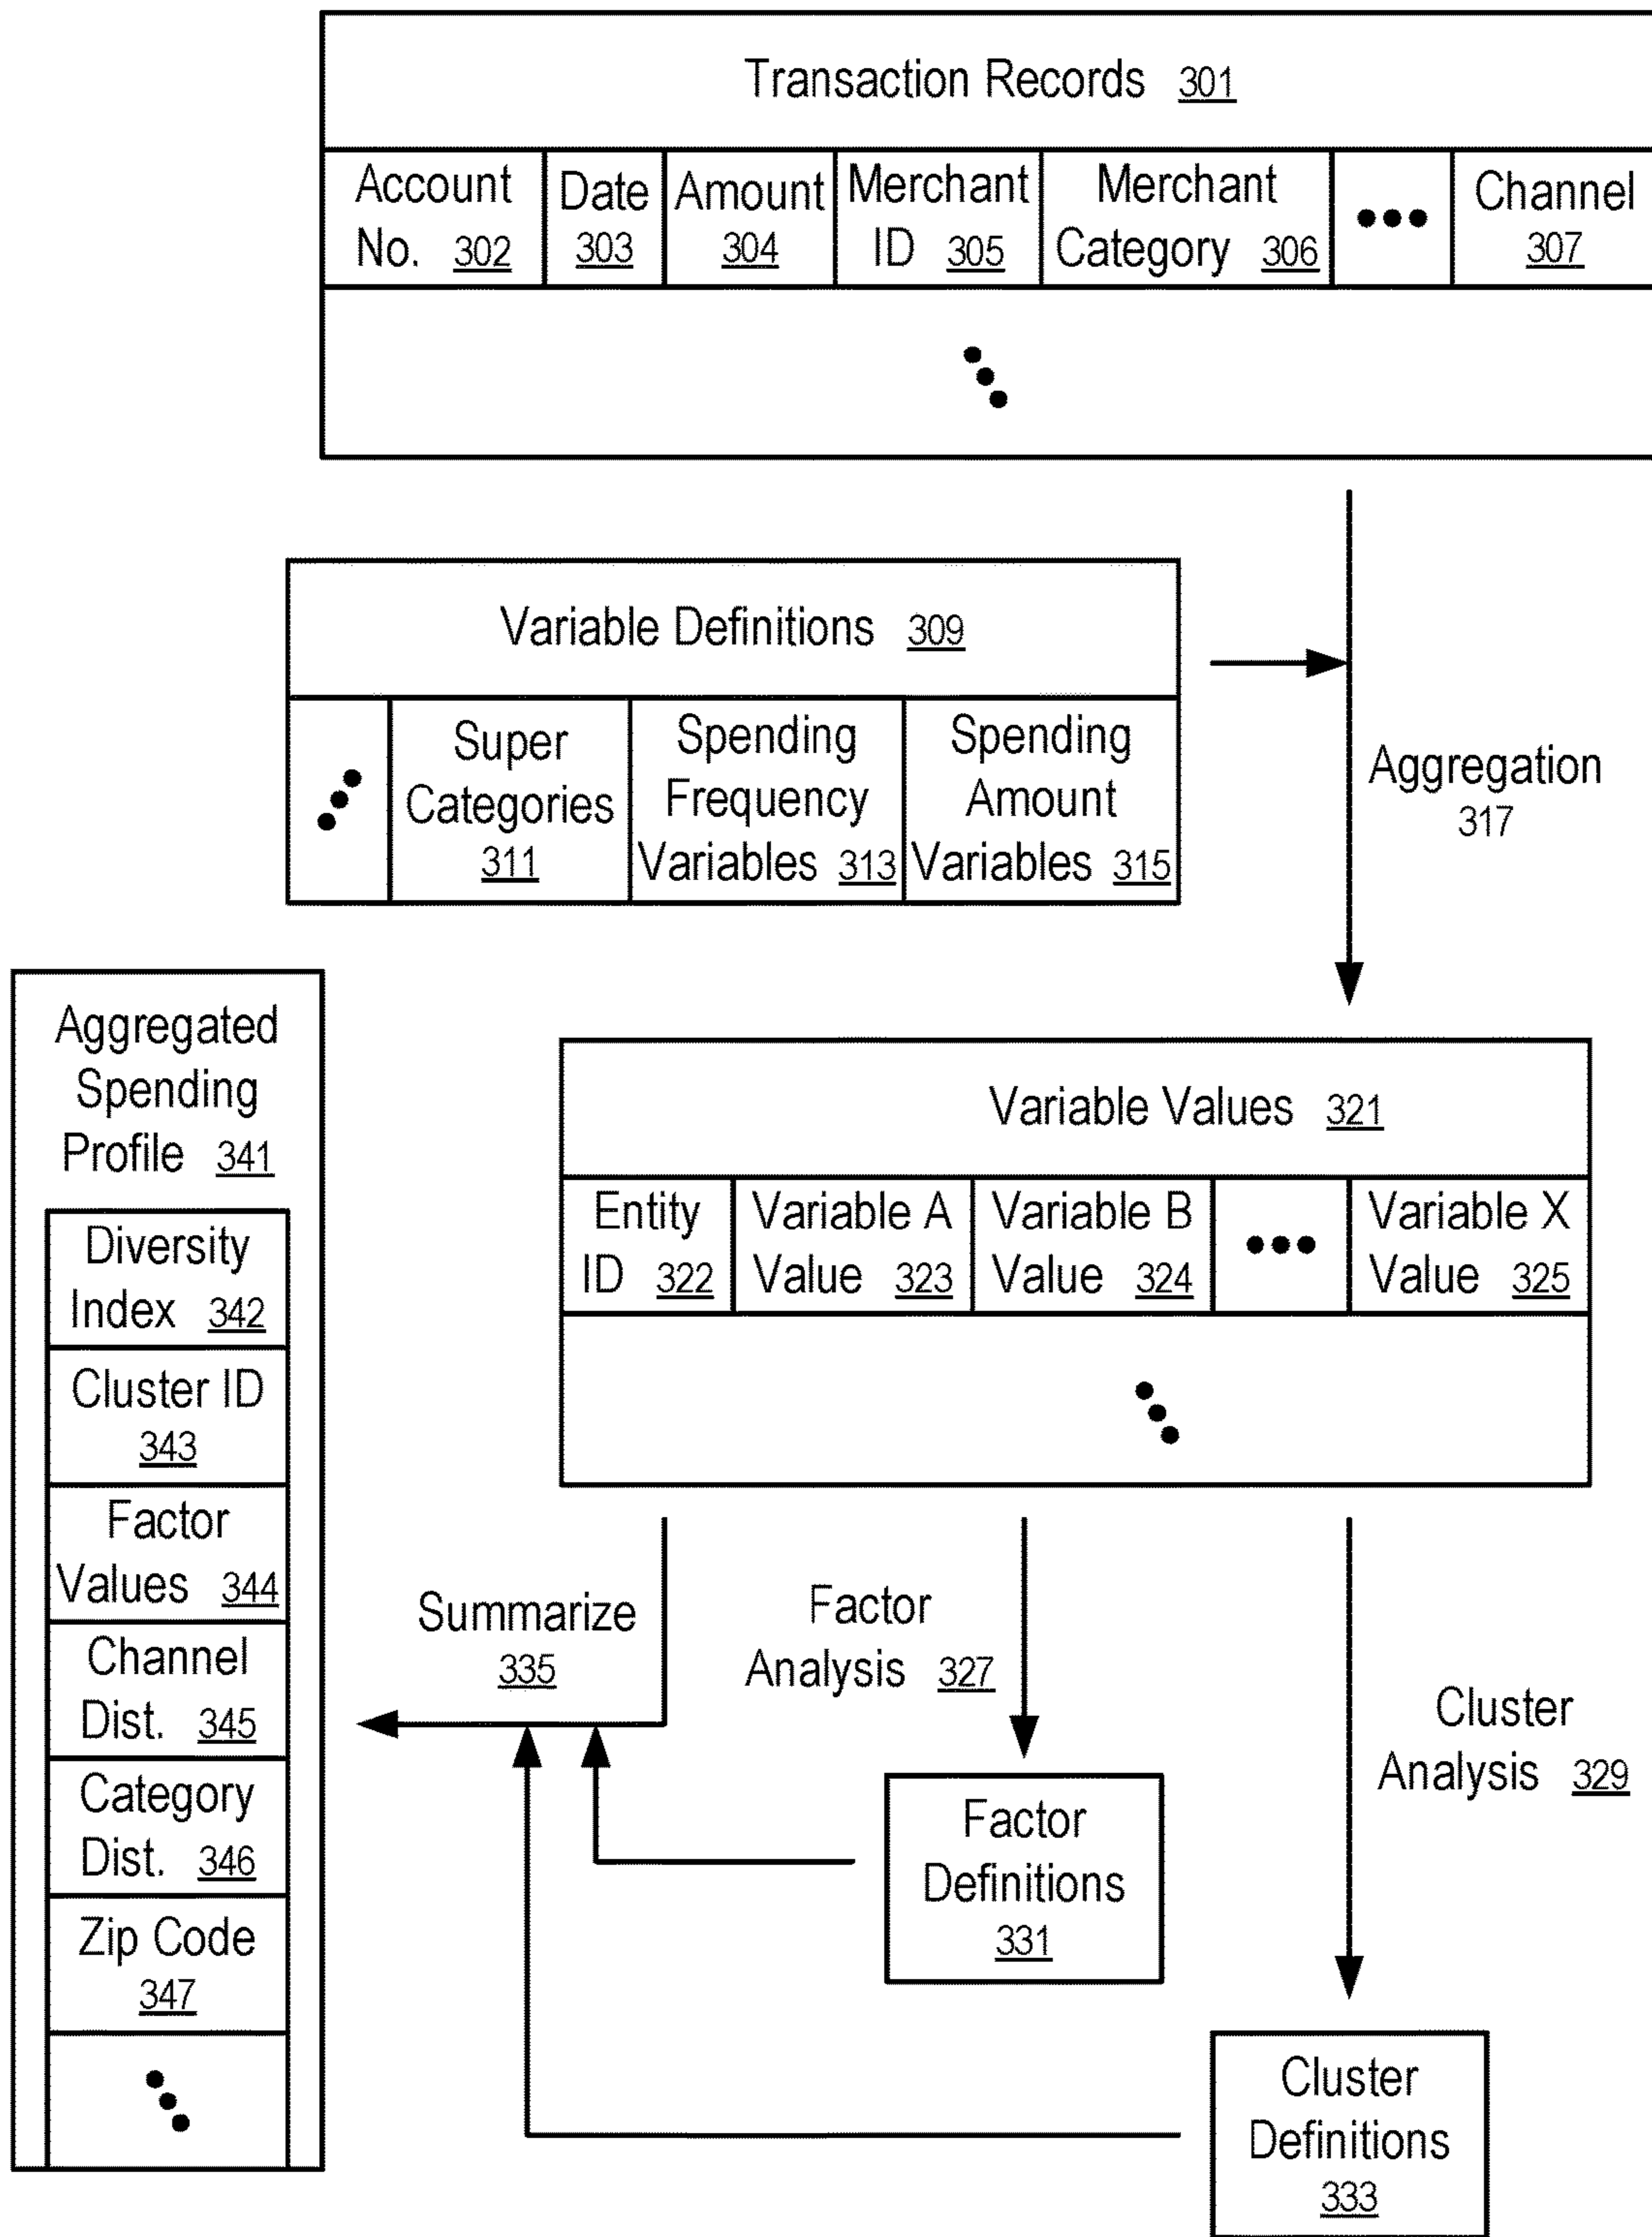 Transaction Records 301
Account
No. 302
Date
303
Amount
304
Merchant
ID 305
Merchant
Category 306
Channel
307
Variable Definitions 309
Super
Categories
311
Spending
Frequency
Variables 313
Spending
Amount
Variables 315
Aggregation
317
Aggregated
Spending
Profile 341
Diversity
Index 342
Cluster ID
343
Factor
Values 344
Channel
Dist. 345
Category
Dist. 346
Zip Code
347
Variable Values 321
Entity
ID 322
Variable A
Value 323
Variable B
Value 324
Variable X
Value 325
Summarize
335
Factor
Analysis 327
Cluster
Analysis 329
Factor
Definitions
331
Cluster
Definitions
333